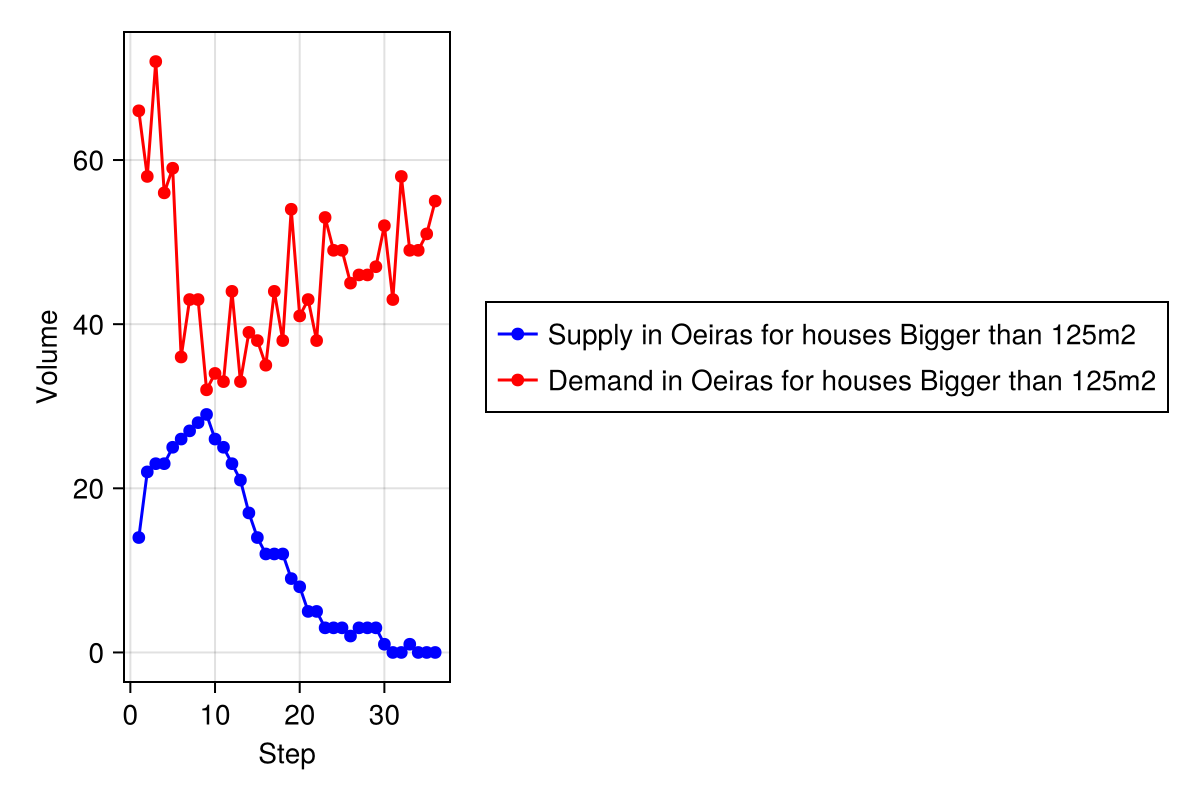 60
40
20
0
Volume
0 10 20 30
Step
Supply in Oeiras for houses Bigger than 125m2
Demand in Oeiras for houses Bigger than 125m2